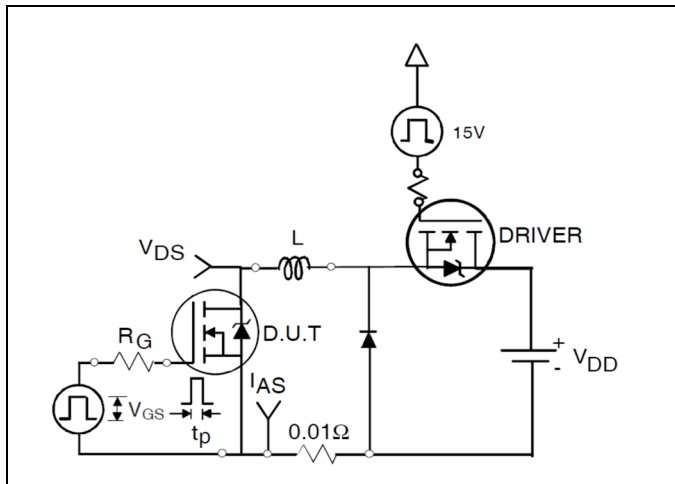 15V
DRIVER
L
VDS
D.U.T
RG
IAS
+
-
VDD
VGS
tp
0.01Ω